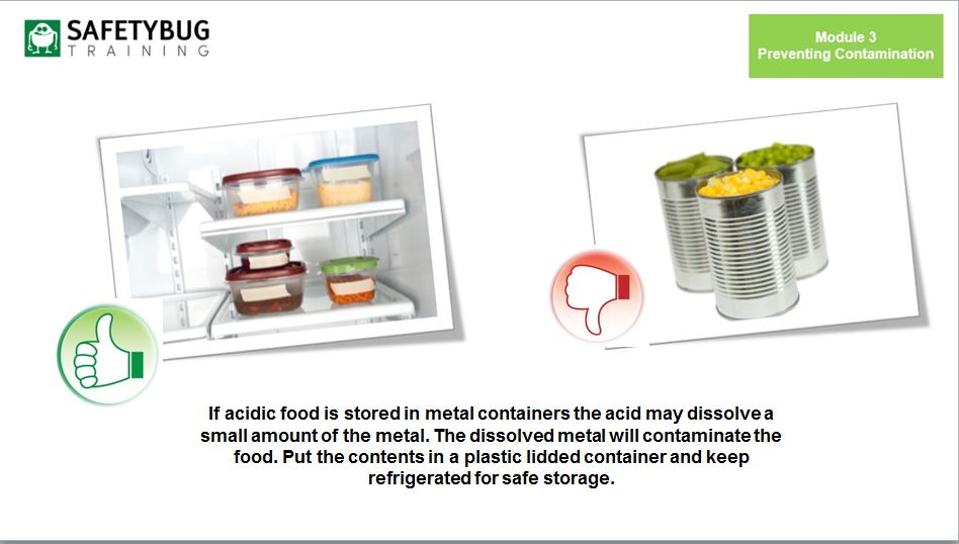 SAFETYBUG
TRAINING
Module 3
Preventing Contamination
If acidic food is stored in metal containers the acid may dissolve a
small amount of the metal. The dissolved metal will contaminate the
food. Put the contents in a plastic lidded container and keep
refrigerated for safe storage.